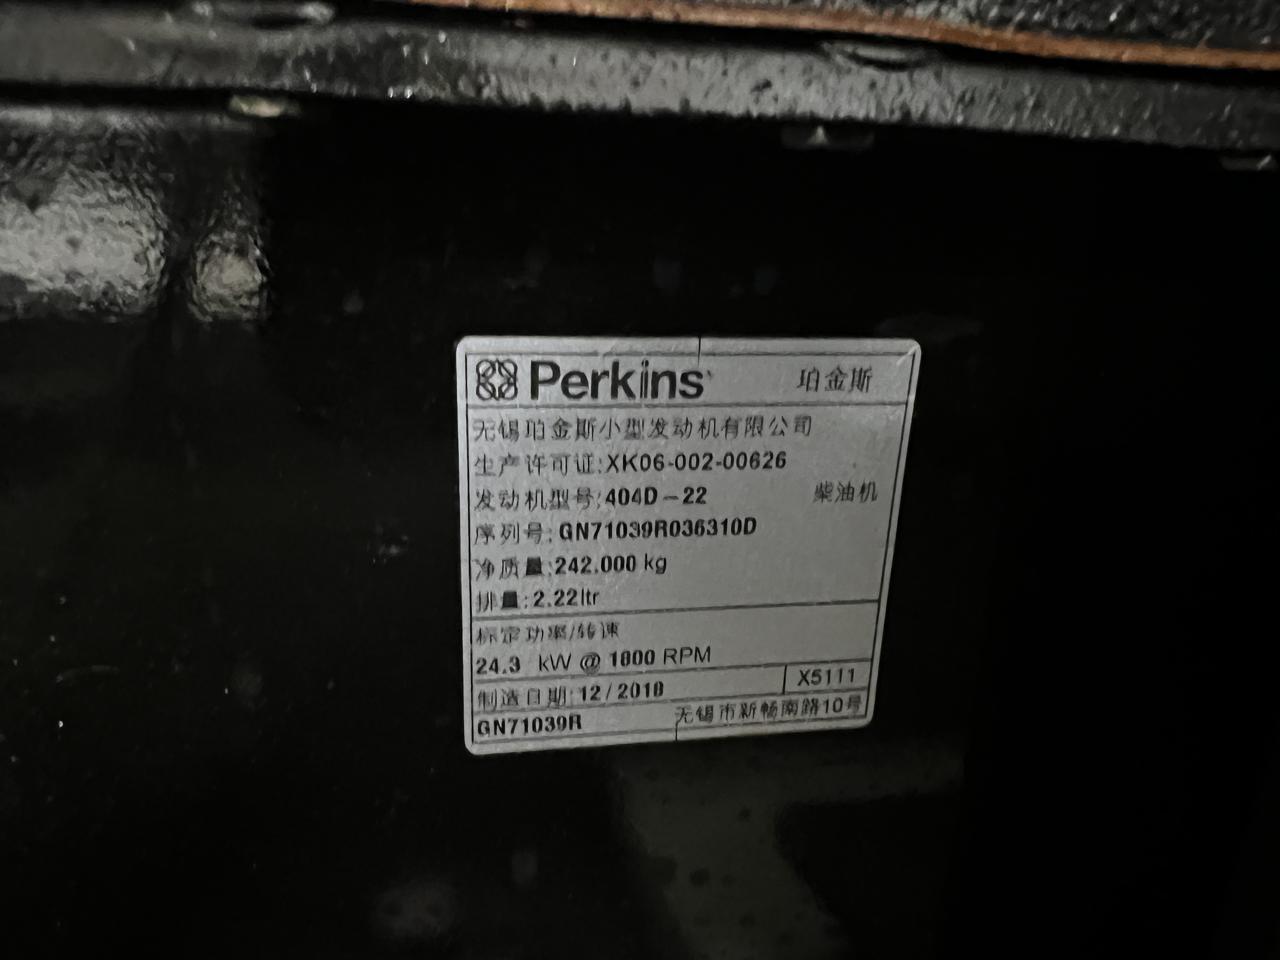 Perkins 珀金斯
无锡珀金斯小型发动机有限公司
生产许可证:XK06-002-00626
发动机型号:404D-22 柴油机
序列号:GN71039R036310D
净质量:242.000 kg
排量:2.22ltr
标定功率/转速
24.3 kW @ 1800 RPM
制造日期:12/2018 X5111
GN71039R 无锡市新畅南路10号